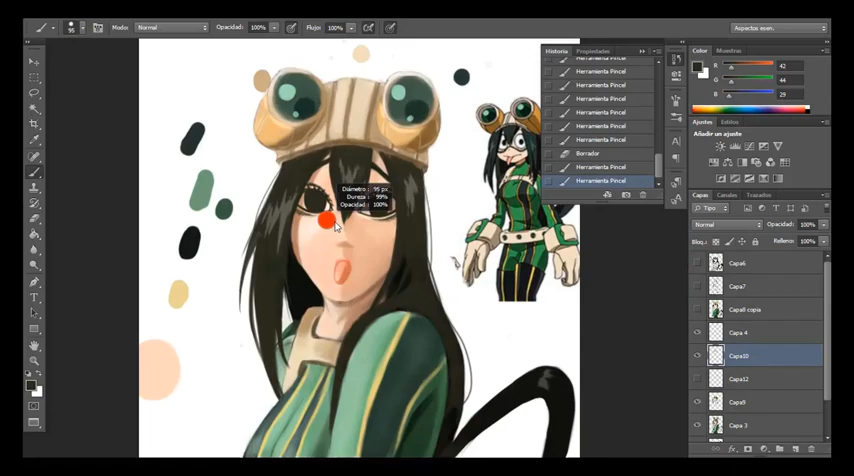 95
Modo: Normal
Opacidad: 100%
Flujo: 100%
Aspectos esen.
Historia
Propiedades
Herramienta Pincel
Herramienta Pincel
Herramienta Pincel
Herramienta Pincel
Herramienta Pincel
Herramienta Pincel
Borrador
Herramienta Pincel
Herramienta Pincel
Diámetro: 95 px
Dureza: 99%
Opacidad: 100%
Color
Muestras
R 42
G 44
B 29
Ajustes
Estilos
Añadir un ajuste
Capas
Canales
Trazados
Tipo
Normal
Opacidad: 100%
Bloq.:
Relleno: 100%
Capa6
Capa7
Capa8 copia
Capa 4
Capa10
Capa12
Capa9
Capa 3
fx